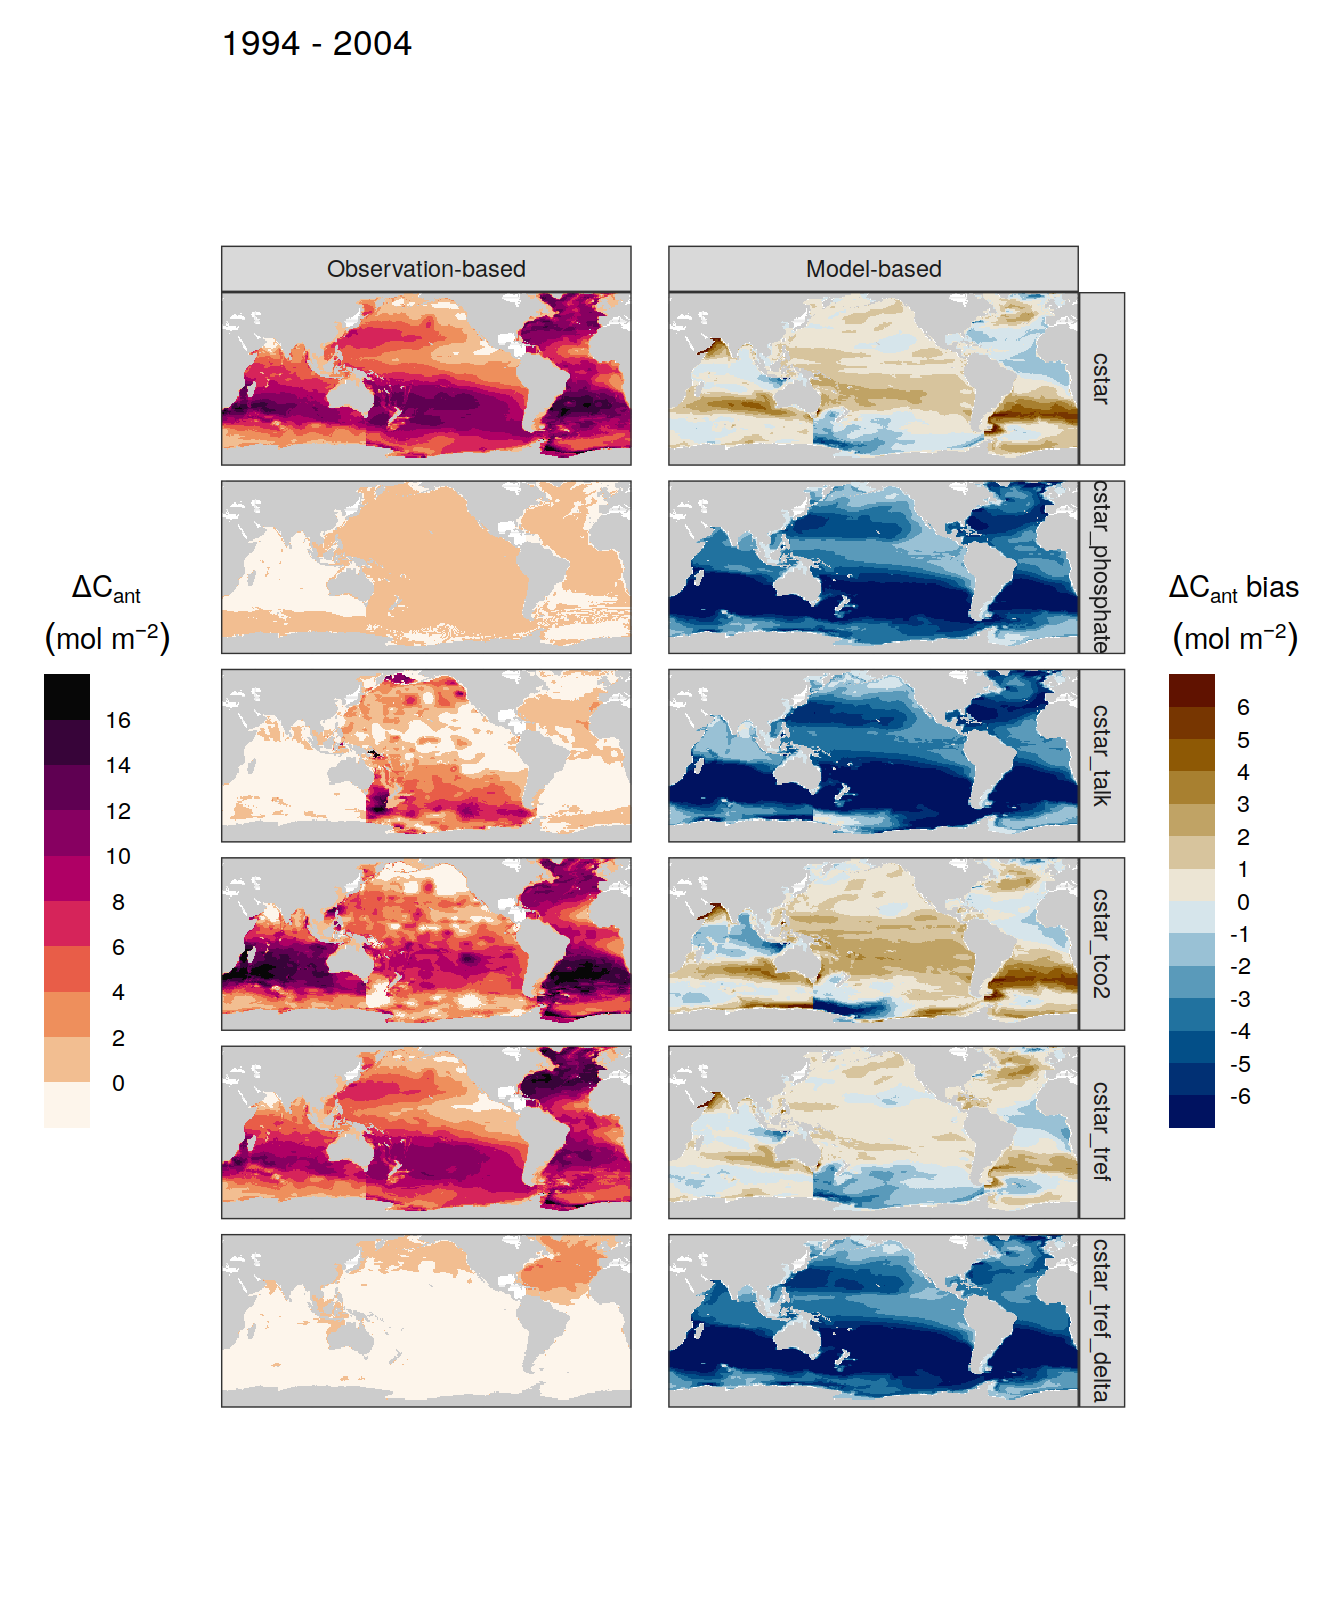 1994 - 2004
Observation-based
Model-based
cstar
cstar_phosphate
cstar_talk
cstar_tco2
cstar_tref
cstar_tref_delta
ΔCant
(mol m−2)
16
14
12
10
8
6
4
2
0
ΔCant bias
(mol m−2)
6
5
4
3
2
1
0
-1
-2
-3
-4
-5
-6